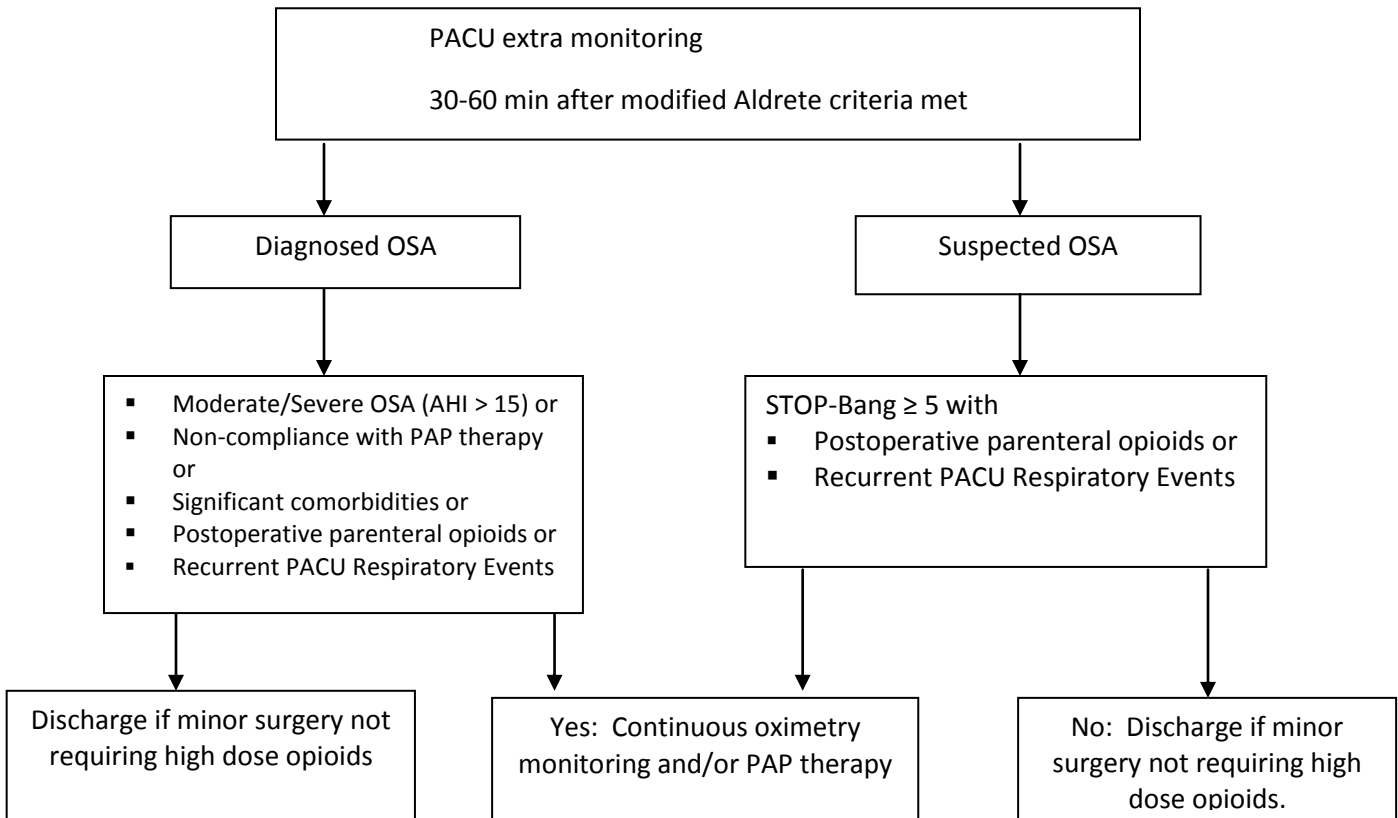 PACU extra monitoring
30-60 min after modified Aldrete criteria met
Diagnosed OSA
Suspected OSA
▪ Moderate/Severe OSA (AHI > 15) or
▪ Non-compliance with PAP therapy
or
▪ Significant comorbidities or
▪ Postoperative parenteral opioids or
▪ Recurrent PACU Respiratory Events
STOP-Bang ≥ 5 with
▪ Postoperative parenteral opioids or
▪ Recurrent PACU Respiratory Events
Discharge if minor surgery not
requiring high dose opioids
Yes: Continuous oximetry
monitoring and/or PAP therapy
No: Discharge if minor
surgery not requiring high
dose opioids.